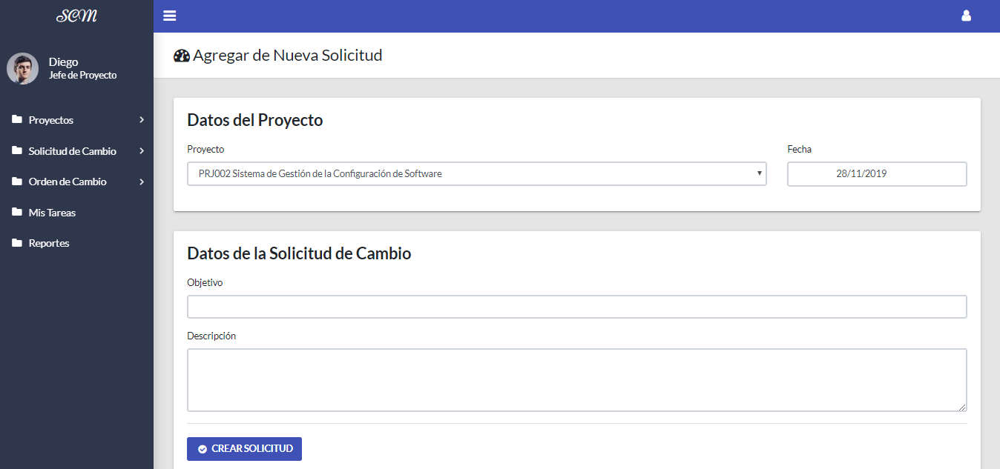 SCM
Diego
Jefe de Proyecto
Proyectos
Solicitud de Cambio
Orden de Cambio
Mis Tareas
Reportes
Agregar de Nueva Solicitud
Datos del Proyecto
Proyecto
Fecha
PRJ002 Sistema de Gestión de la Configuración de Software
28/11/2019
Datos de la Solicitud de Cambio
Objetivo
Descripción
CREAR SOLICITUD